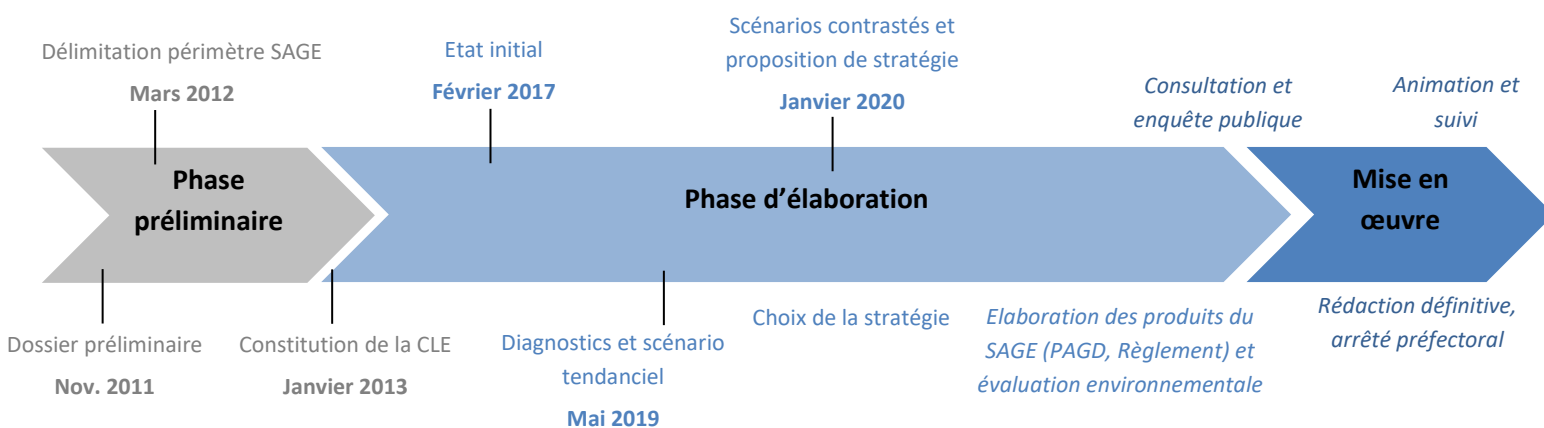 Délimitation périmètre SAGE
Mars 2012
Etat initial
Février 2017
Scénarios contrastés et
proposition de stratégie
Janvier 2020
Consultation et
enquête publique
Animation et
suivi
Phase
préliminaire
Phase d’élaboration
Mise en
œuvre
Dossier préliminaire
Nov. 2011
Constitution de la CLE
Janvier 2013
Diagnostics et scénario
tendanciel
Mai 2019
Choix de la stratégie
Elaboration des produits du
SAGE (PAGD, Règlement) et
évaluation environnementale
Rédaction définitive,
arrêté préfectoral